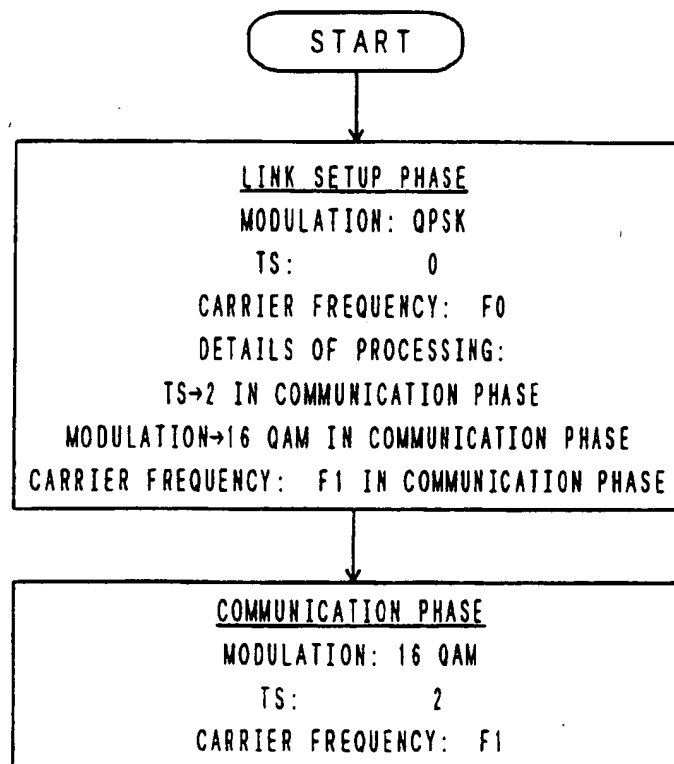 START
LINK SETUP PHASE
MODULATION: QPSK
TS: 0
CARRIER FREQUENCY: F0
DETAILS OF PROCESSING:
TS→2 IN COMMUNICATION PHASE
MODULATION→16 QAM IN COMMUNICATION PHASE
CARRIER FREQUENCY: F1 IN COMMUNICATION PHASE
COMMUNICATION PHASE
MODULATION: 16 QAM
TS: 2
CARRIER FREQUENCY: F1